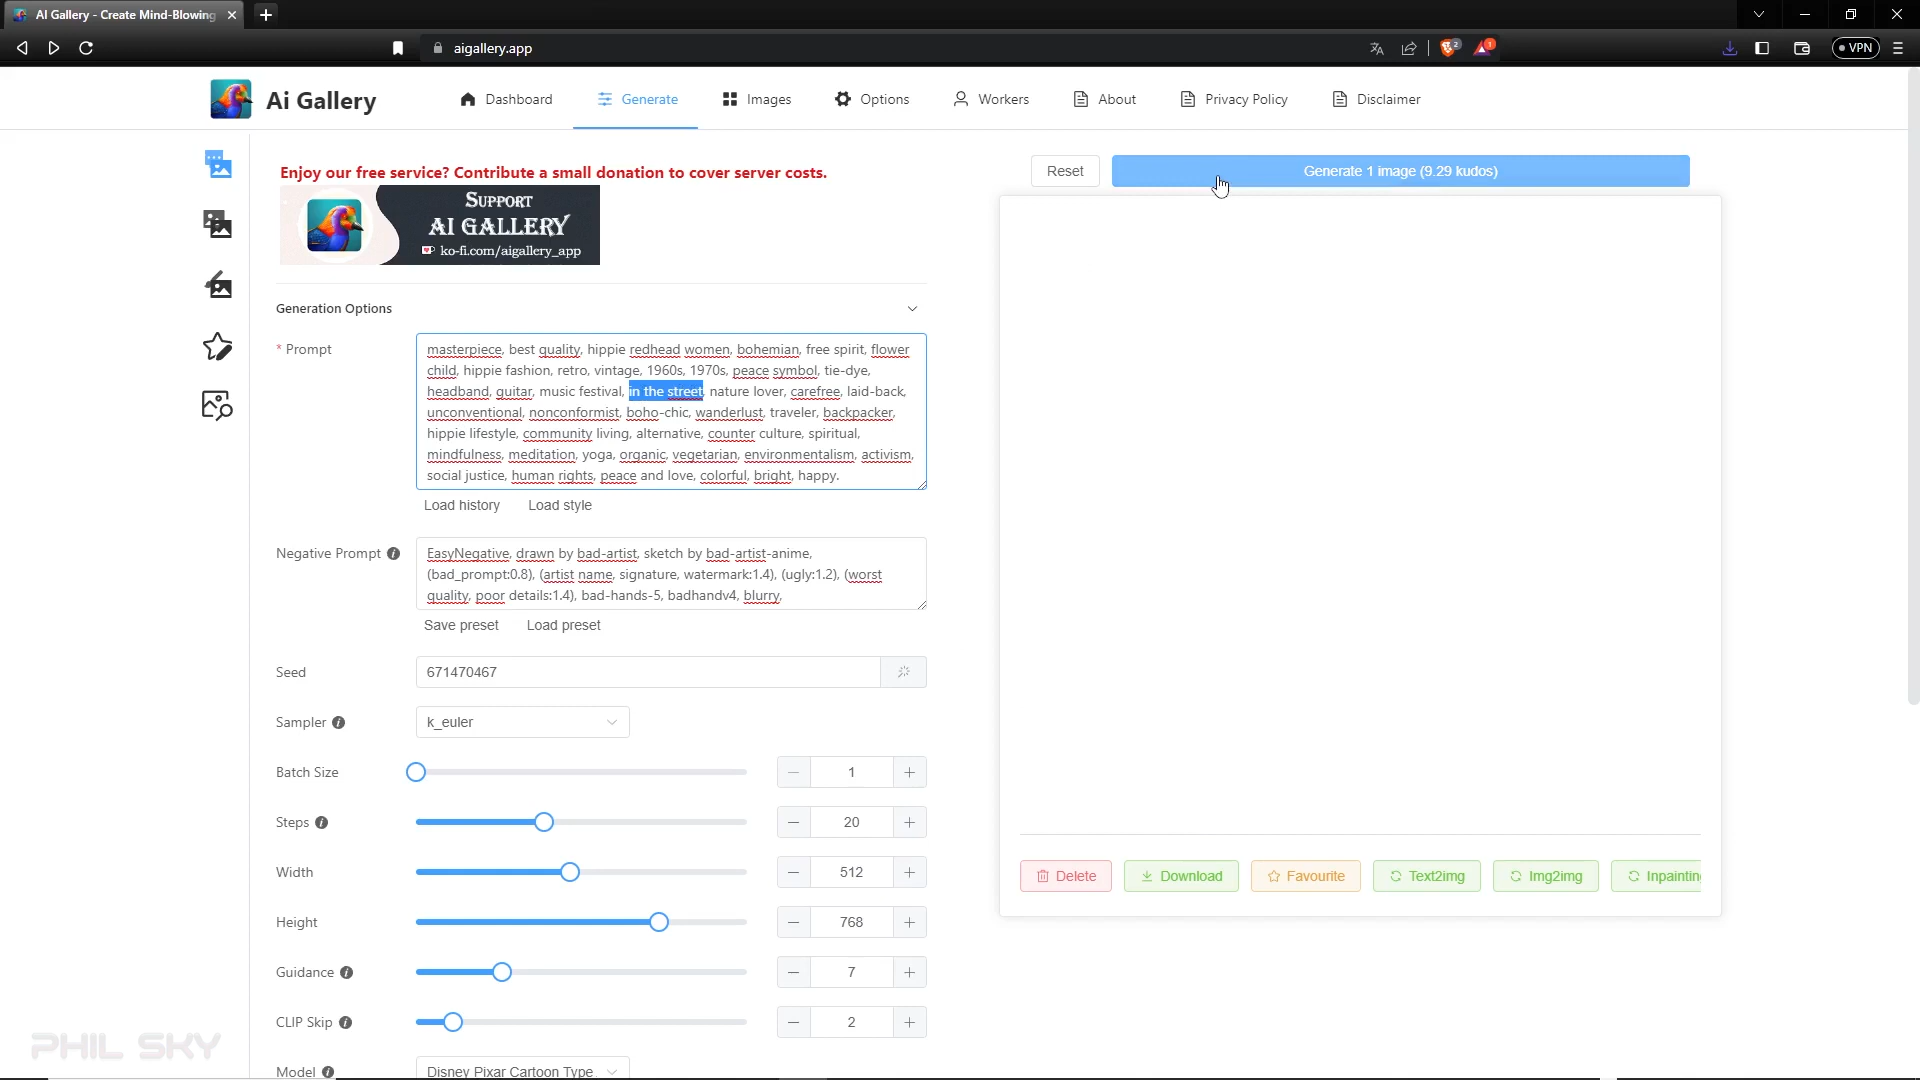 AI Gallery - Create Mind-Blowing
aigallery.app
2
1
VPN
Ai Gallery
Dashboard
Generate
Images
Options
Workers
About
Privacy Policy
Disclaimer
Enjoy our free service? Contribute a small donation to cover server costs.
SUPPORT
AI GALLERY
ko-fi.com/aigallery_app
Reset
Generate 1 image (9.29 kudos)
Generation Options
* Prompt
masterpiece, best quality, hippie redhead women, bohemian, free spirit, flower
child, hippie fashion, retro, vintage, 1960s, 1970s, peace symbol, tie-dye,
headband, guitar, music festival, in the street, nature lover, carefree, laid-back,
unconventional, nonconformist, boho-chic, wanderlust, traveler, backpacker,
hippie lifestyle, community living, alternative, counter culture, spiritual,
mindfulness, meditation, yoga, organic, vegetarian, environmentalism, activism,
social justice, human rights, peace and love, colorful, bright, happy.
Load history
Load style
Negative Prompt
EasyNegative, drawn by bad-artist, sketch by bad-artist-anime,
(bad_prompt:0.8), (artist name, signature, watermark:1.4), (ugly:1.2), (worst
quality, poor details:1.4), bad-hands-5, badhandv4, blurry,
Save preset
Load preset
Seed
671470467
Sampler
k_euler
Batch Size
1
Steps
20
Width
512
Height
768
Guidance
7
CLIP Skip
2
Model
Disney Pixar Cartoon Type
Delete
Download
Favourite
Text2img
Img2img
Inpainting
PHIL SKY